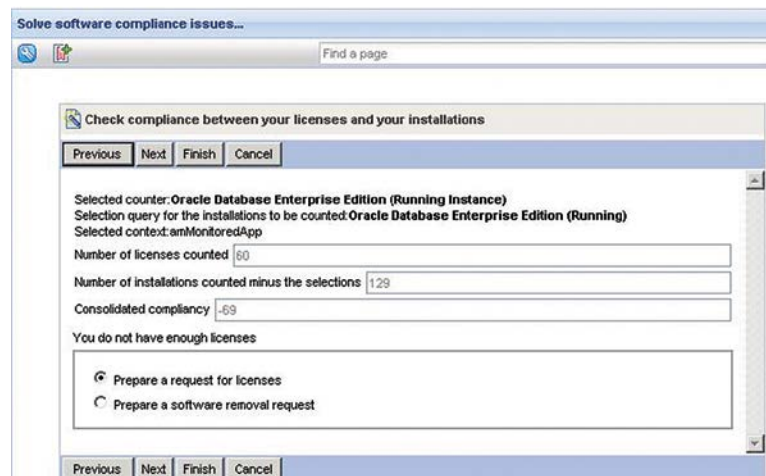 Solve software compliance issues...
Find a page
Check compliance between your licenses and your installations
Previous Next Finish Cancel
Selected counter:Oracle Database Enterprise Edition (Running Instance)
Selection query for the installations to be counted:Oracle Database Enterprise Edition (Running)
Selected context:amMonitoredApp
Number of licenses counted 60
Number of installations counted minus the selections 129
Consolidated compliancy -69
You do not have enough licenses
Prepare a request for licenses
Prepare a software removal request
Previous Next Finish Cancel